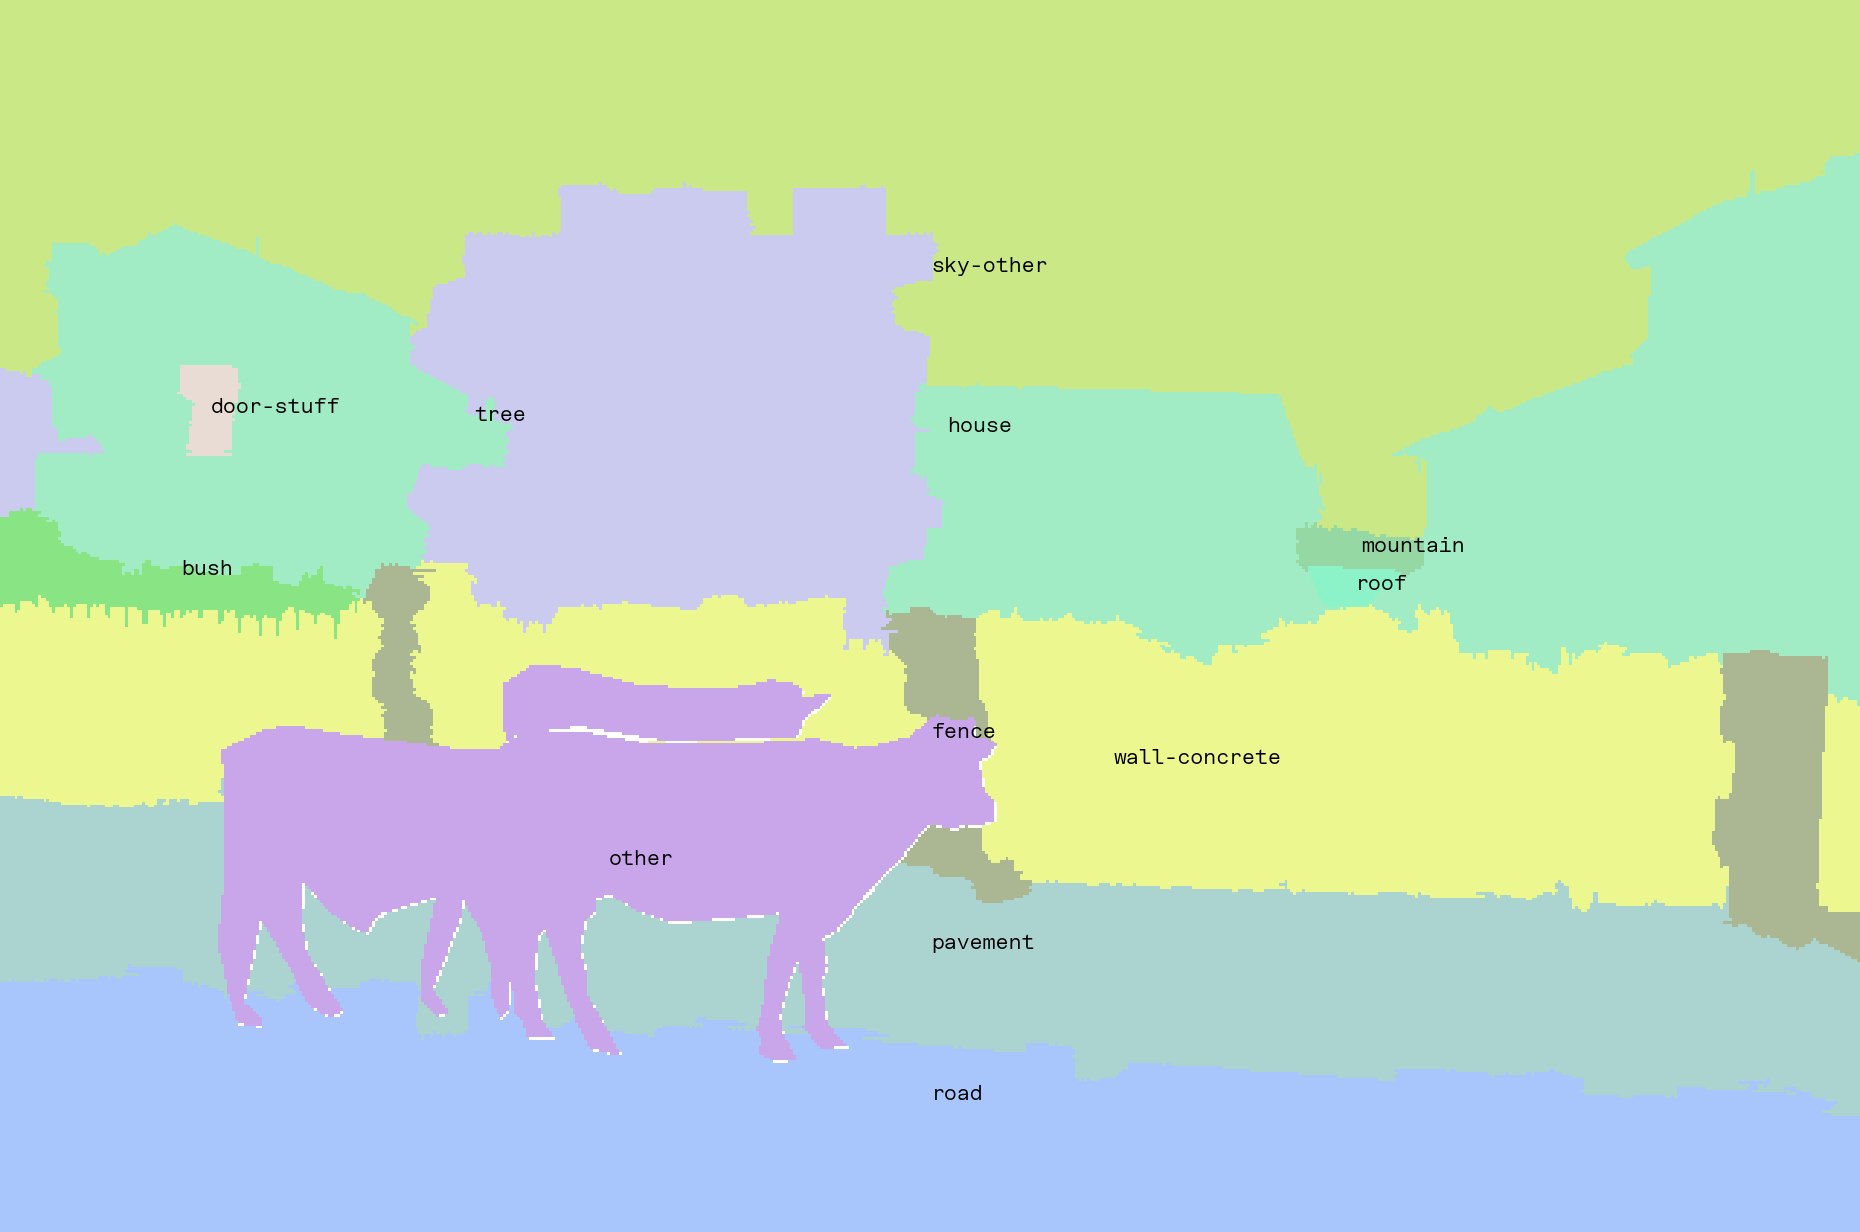 sky-other
door-stuff
tree
house
mountain
bush
roof
fence
wall-concrete
other
pavement
road